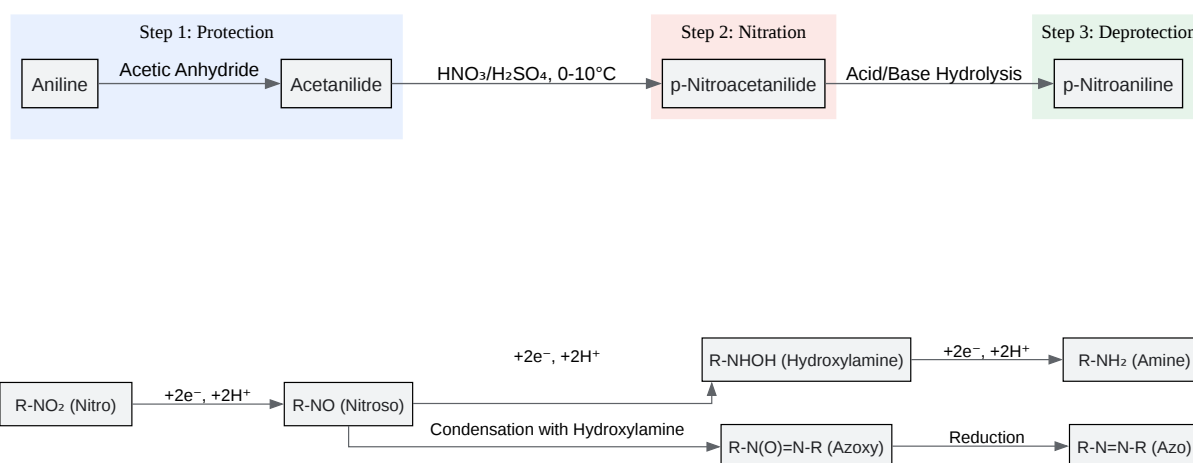 Step 1: Protection
Step 2: Nitration
Step 3: Deprotection
Aniline
Acetic Anhydride
Acetanilide
HNO₃/H₂SO₄, 0-10°C
p-Nitroacetanilide
Acid/Base Hydrolysis
p-Nitroaniline
+2e⁻, +2H⁺
R-NHOH (Hydroxylamine)
+2e⁻, +2H⁺
R-NH₂ (Amine)
R-NO₂ (Nitro)
+2e⁻, +2H⁺
R-NO (Nitroso)
Condensation with Hydroxylamine
R-N(O)=N-R (Azoxy)
Reduction
R-N=N-R (Azo)